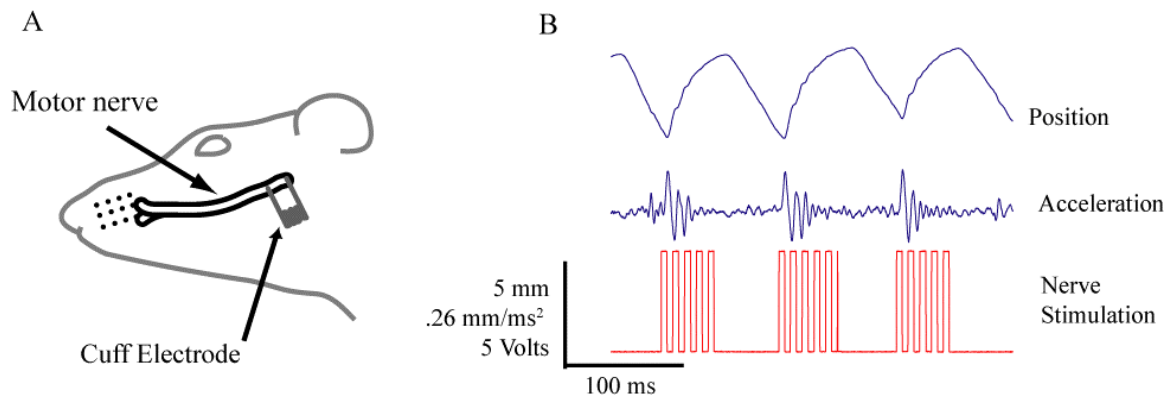 A
Motor nerve
Cuff Electrode
B
Position
Acceleration
Nerve
Stimulation
5 mm
.26 mm/ms²
5 Volts
100 ms